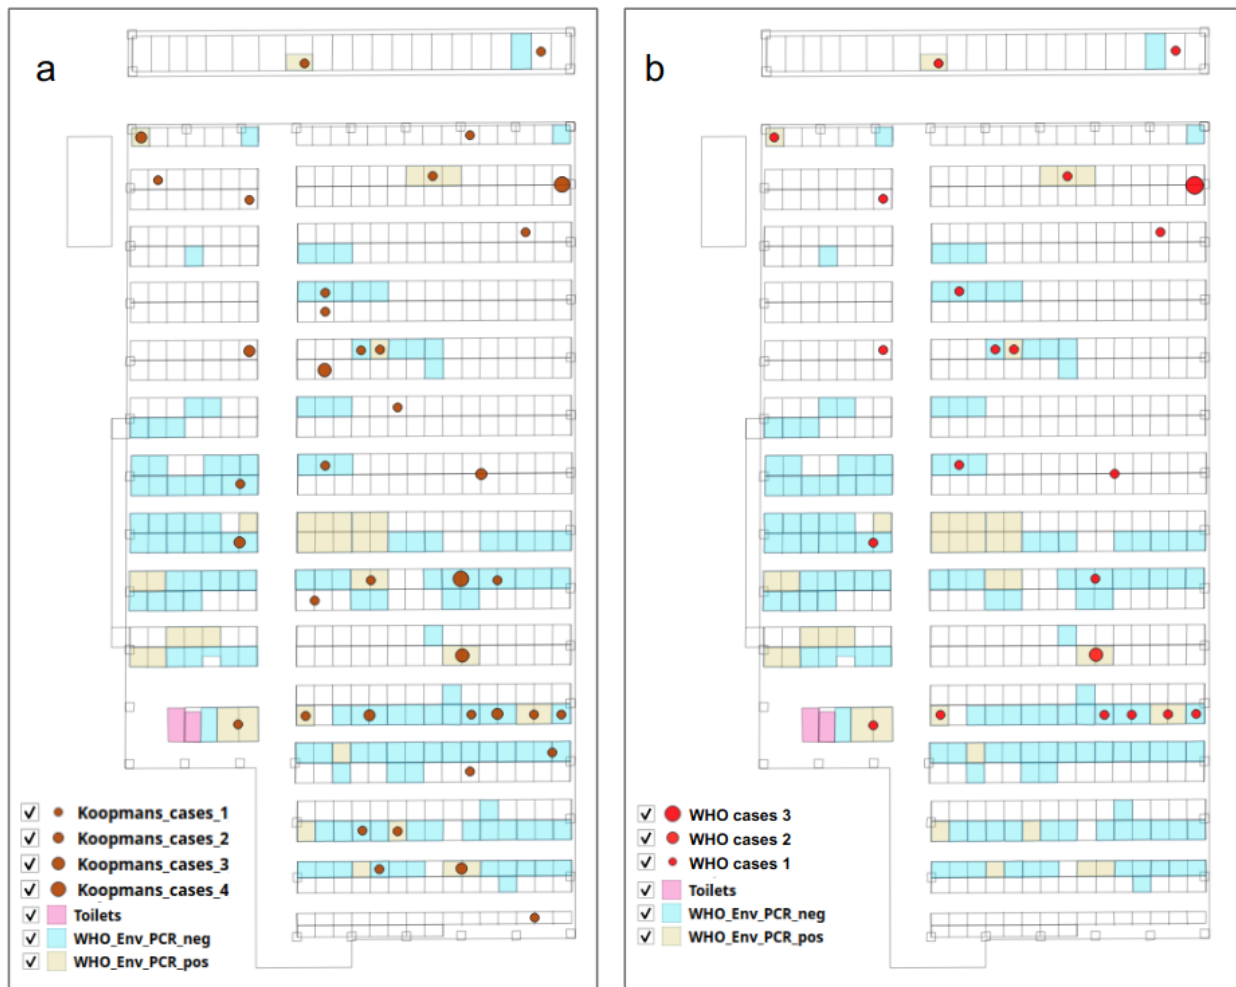 a
Koopmans_cases_1
Koopmans_cases_2
Koopmans_cases_3
Koopmans_cases_4
Toilets
WHO_Env_PCR_neg
WHO_Env_PCR_pos
b
WHO cases 3
WHO cases 2
WHO cases 1
Toilets
WHO_Env_PCR_neg
WHO_Env_PCR_pos